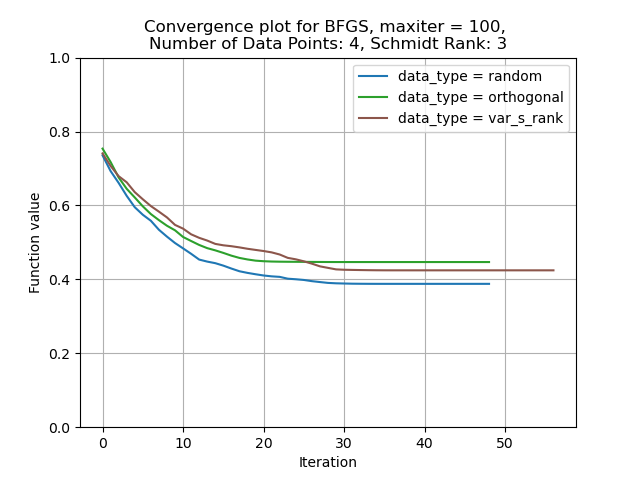 Convergence plot for BFGS, maxiter = 100,
Number of Data Points: 4, Schmidt Rank: 3
data_type = random
data_type = orthogonal
data_type = var_s_rank
Function value
1.0
0.8
0.6
0.4
0.2
0.0
0 10 20 30 40 50
Iteration